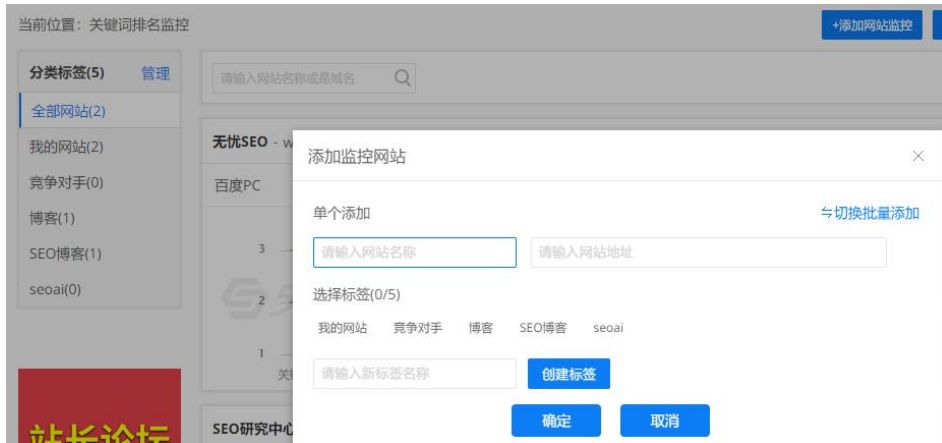 当前位置：关键词排名监控
+添加网站监控
分类标签(5) 管理
全部网站(2)
我的网站(2)
竞争对手(0)
博客(1)
SEO博客(1)
seoai(0)
站长论坛
请输入网站名称或是域名
无忧SEO - w
百度PC
3
2
1
SEO研究中心
添加监控网站
单个添加 切换批量添加
请输入网站名称 请输入网站地址
选择标签(0/5)
我的网站 竞争对手 博客 SEO博客 seoai
请输入新标签名称 创建标签
确定 取消